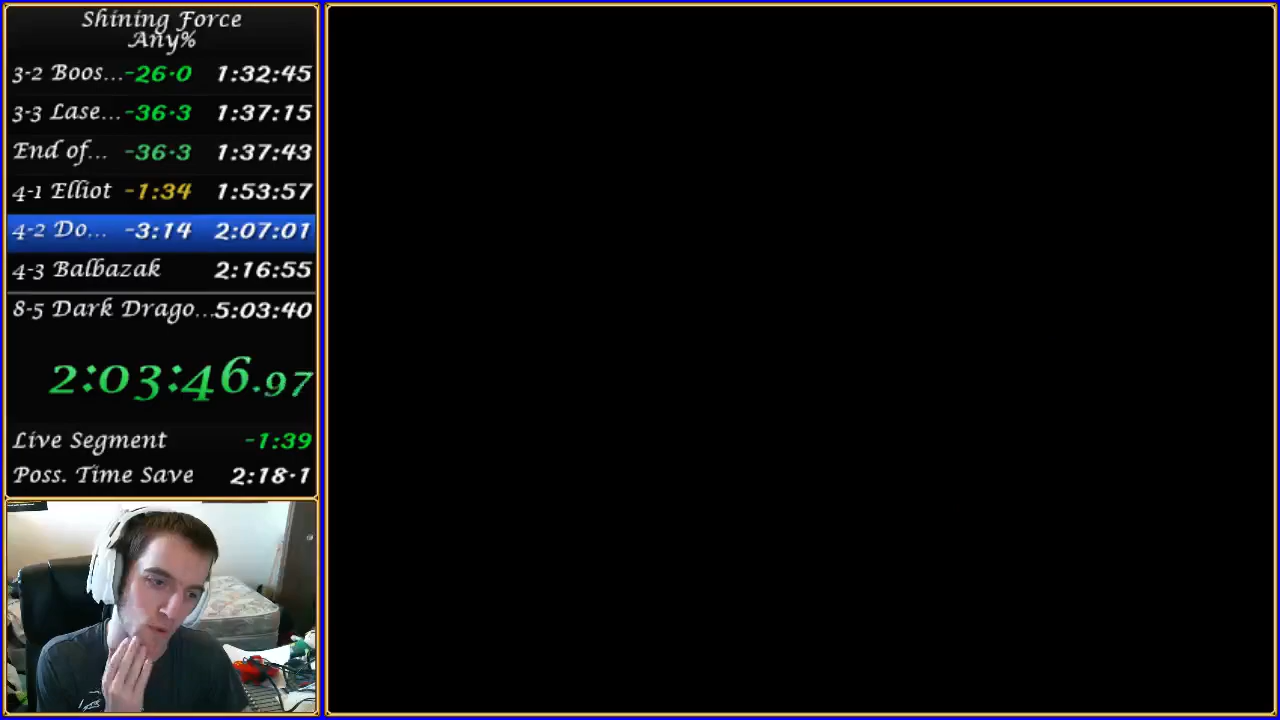 Shining Force
Any%
3-2 Boos... -26.0 1:32:45
3-3 Lase... -36.3 1:37:15
End of... -36.3 1:37:43
4-1 Elliot -1:34 1:53:57
4-2 Do... -3:14 2:07:01
4-3 Balbazak 2:16:55
8-5 Dark Drago... 5:03:40
2:03:46.97
Live Segment -1:39
Poss. Time Save 2:18.1